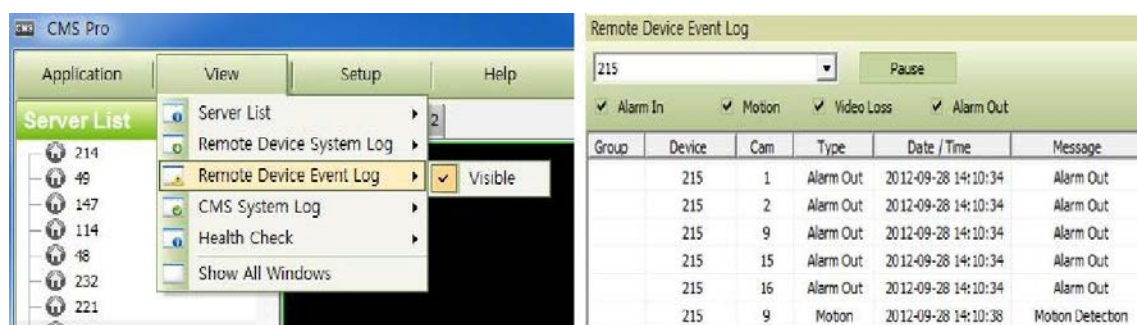 CMS CMS Pro
Application View Setup Help
Server List
214
49
147
114
48
232
221
2
Server List
Remote Device System Log
Remote Device Event Log
CMS System Log
Health Check
Show All Windows
Visible
Remote Device Event Log
215 Pause
Alarm In Motion Video Loss Alarm Out
Group Device Cam Type Date / Time Message
215 1 Alarm Out 2012-09-28 14:10:34 Alarm Out
215 2 Alarm Out 2012-09-28 14:10:34 Alarm Out
215 9 Alarm Out 2012-09-28 14:10:34 Alarm Out
215 15 Alarm Out 2012-09-28 14:10:34 Alarm Out
215 16 Alarm Out 2012-09-28 14:10:34 Alarm Out
215 9 Motion 2012-09-28 14:10:38 Motion Detection